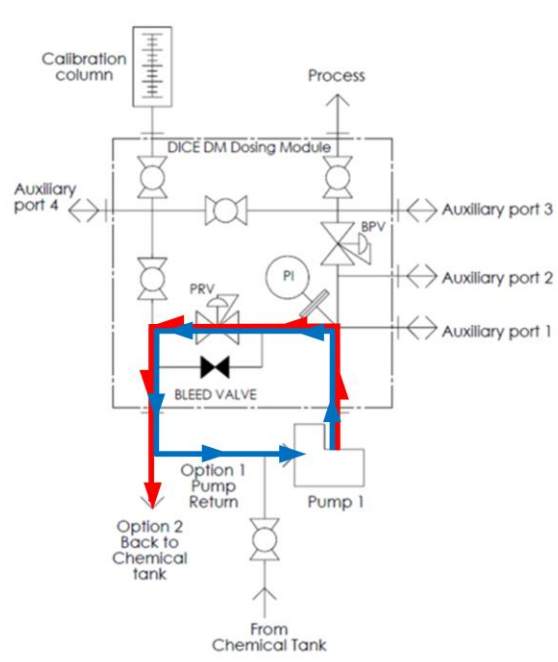 Calibration
column
Process
DICE DM Dosing Module
Auxiliary
port 4
Auxiliary port 3
BPV
PI
Auxiliary port 2
PRV
Auxiliary port 1
BLEED VALVE
Option 1
Pump
Return
Pump 1
Option 2
Back to
Chemical
tank
From
Chemical Tank